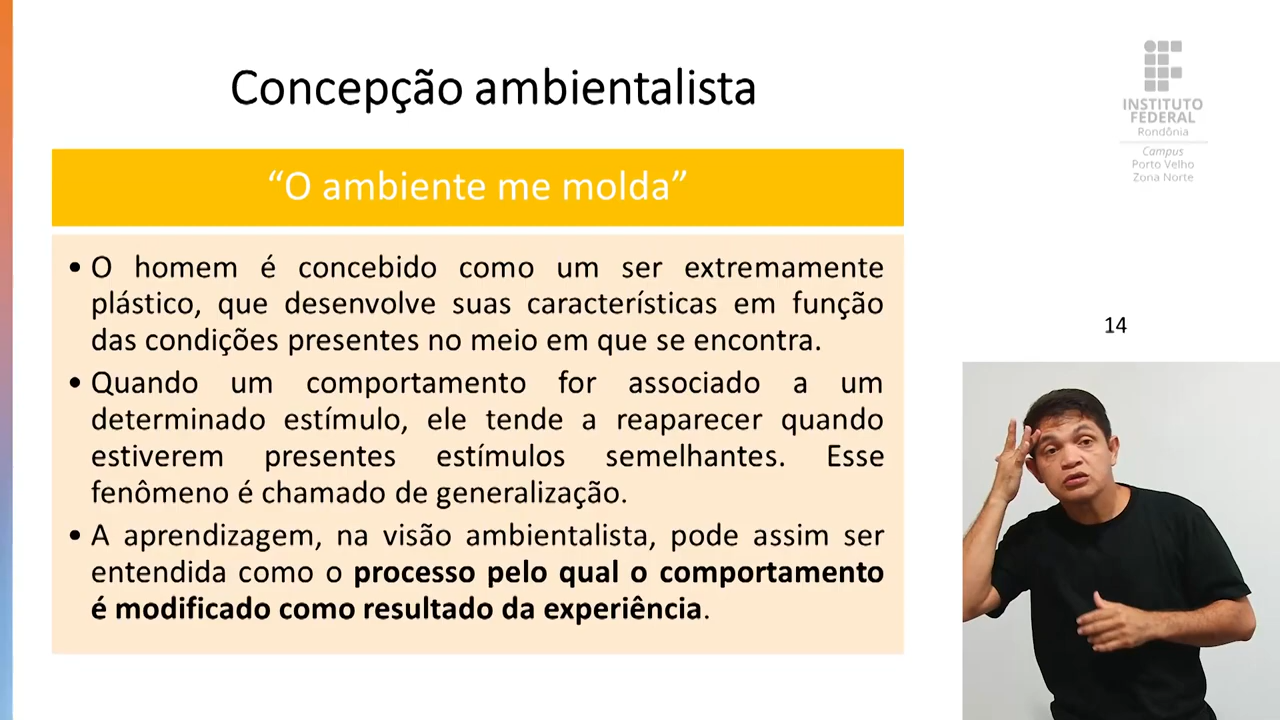 Concepção ambientalista
INSTITUTO
FEDERAL
Rondônia
Campus
Porto Velho
Zona Norte
“O ambiente me molda”
• O homem é concebido como um ser extremamente
plástico, que desenvolve suas características em função
das condições presentes no meio em que se encontra.
• Quando um comportamento for associado a um
determinado estímulo, ele tende a reaparecer quando
estiverem presentes estímulos semelhantes. Esse
fenômeno é chamado de generalização.
• A aprendizagem, na visão ambientalista, pode assim ser
entendida como o processo pelo qual o comportamento
é modificado como resultado da experiência.
14